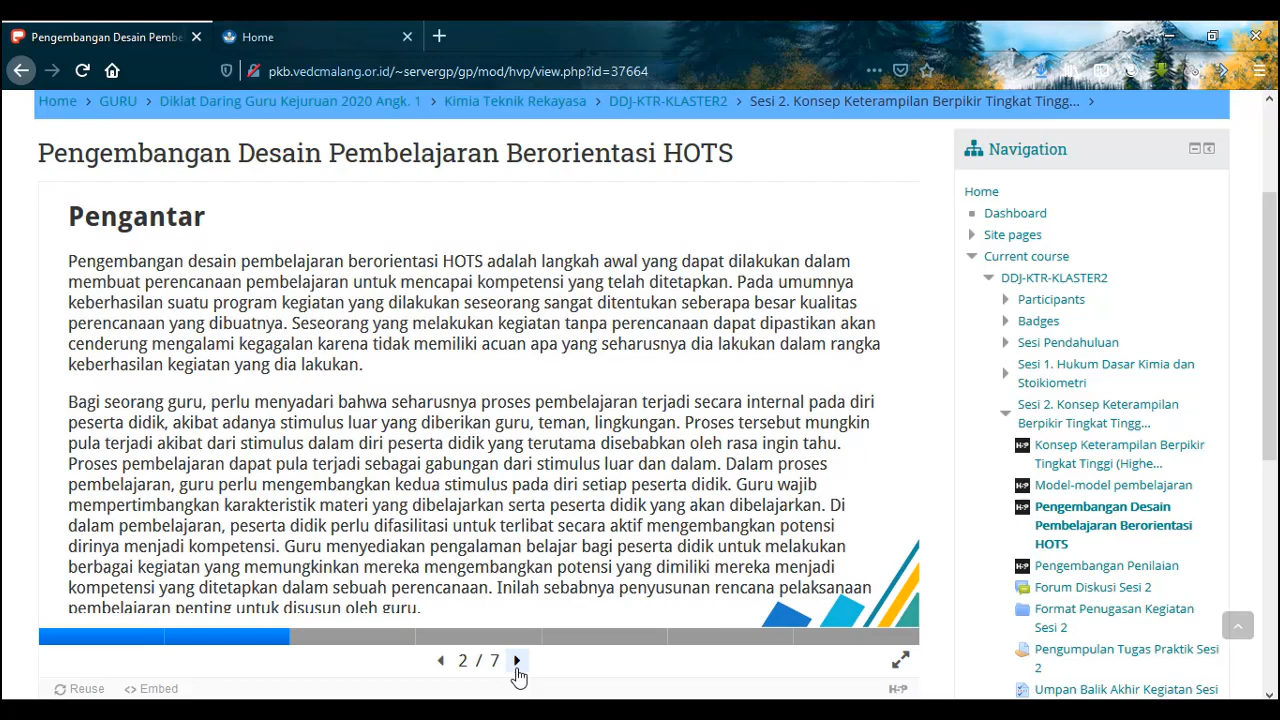 Pengembangan Desain Pembe
Home
pkb.vedcmalang.or.id/~servergp/gp/mod/hvp/view.php?id=37664
Home > GURU > Diklat Daring Guru Kejuruan 2020 Angk. 1 > Kimia Teknik Rekayasa > DDJ-KTR-KLASTER2 > Sesi 2. Konsep Keterampilan Berpikir Tingkat Tingg... >
Pengembangan Desain Pembelajaran Berorientasi HOTS
Pengantar
Pengembangan desain pembelajaran berorientasi HOTS adalah langkah awal yang dapat dilakukan dalam
membuat perencanaan pembelajaran untuk mencapai kompetensi yang telah ditetapkan. Pada umumnya
keberhasilan suatu program kegiatan yang dilakukan seseorang sangat ditentukan seberapa besar kualitas
perencanaan yang dibuatnya. Seseorang yang melakukan kegiatan tanpa perencanaan dapat dipastikan akan
cenderung mengalami kegagalan karena tidak memiliki acuan apa yang seharusnya dia lakukan dalam rangka
keberhasilan kegiatan yang dia lakukan.
Bagi seorang guru, perlu menyadari bahwa seharusnya proses pembelajaran terjadi secara internal pada diri
peserta didik, akibat adanya stimulus luar yang diberikan guru, teman, lingkungan. Proses tersebut mungkin
pula terjadi akibat dari stimulus dalam diri peserta didik yang terutama disebabkan oleh rasa ingin tahu.
Proses pembelajaran dapat pula terjadi sebagai gabungan dari stimulus luar dan dalam. Dalam proses
pembelajaran, guru perlu mengembangkan kedua stimulus pada diri setiap peserta didik. Guru wajib
mempertimbangkan karakteristik materi yang dibelajarkan serta peserta didik yang akan dibelajarkan. Di
dalam pembelajaran, peserta didik perlu difasilitasi untuk terlibat secara aktif mengembangkan potensi
dirinya menjadi kompetensi. Guru menyediakan pengalaman belajar bagi peserta didik untuk melakukan
berbagai kegiatan yang memungkinkan mereka mengembangkan potensi yang dimiliki mereka menjadi
kompetensi yang ditetapkan dalam sebuah perencanaan. Inilah sebabnya penyusunan rencana pelaksanaan
pembelajaran penting untuk disusun oleh guru.
2 / 7
Reuse
<> Embed
H5P
Navigation
Home
Dashboard
Site pages
Current course
DDJ-KTR-KLASTER2
Participants
Badges
Sesi Pendahuluan
Sesi 1. Hukum Dasar Kimia dan
Stoikiometri
Sesi 2. Konsep Keterampilan
Berpikir Tingkat Tingg...
H5P Konsep Keterampilan Berpikir
Tingkat Tinggi (Highe...
H5P Model-model pembelajaran
H5P Pengembangan Desain
Pembelajaran Berorientasi
HOTS
H5P Pengembangan Penilaian
Forum Diskusi Sesi 2
Format Penugasan Kegiatan
Sesi 2
Pengumpulan Tugas Praktik Sesi
2
Umpan Balik Akhir Kegiatan Sesi